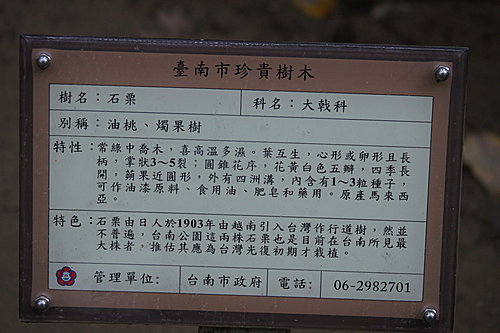 臺南市珍貴樹木
樹名：石栗 科名：大戟科
別稱：油桃、燭果樹
特性：常綠中喬木，喜高溫多濕。葉互生，心形或卵形且長
柄，掌狀3～5裂；圓錐花序，花黃白色五瓣，四季長
開，蒴果近圓形，外有四洲溝，內含有1～3粒種子，
可作油漆原料、食用油、肥皂和藥用。原產馬來西
亞。
特色：石栗由日人於1903年由越南引入台灣作行道樹，然並
不普遍，台南公園這兩株石栗也是目前在台南所見最
大株者，推估其應為台灣光復初期才栽植。
管理單位： 台南市政府 電話： 06-2982701